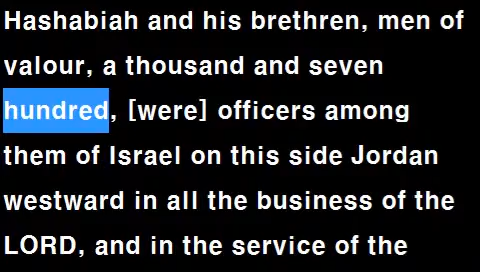 Hashabiah and his brethren, men of
valour, a thousand and seven
hundred, [were] officers among
them of Israel on this side Jordan
westward in all the business of the
LORD, and in the service of the